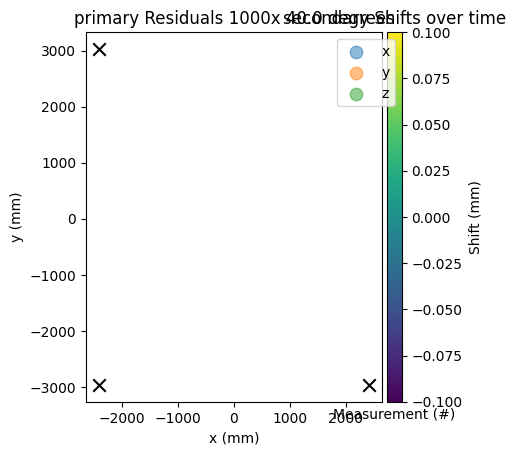 primary Residuals 1000x 40.0 degrees
secondary Shifts over time
x
y
z
3000
2000
1000
0
−1000
−2000
−3000
y (mm)
−2000
−1000
0
1000
2000
x (mm)
0.100
0.075
0.050
0.025
0.000
−0.025
−0.050
−0.075
−0.100
Shift (mm)
Measurement (#)